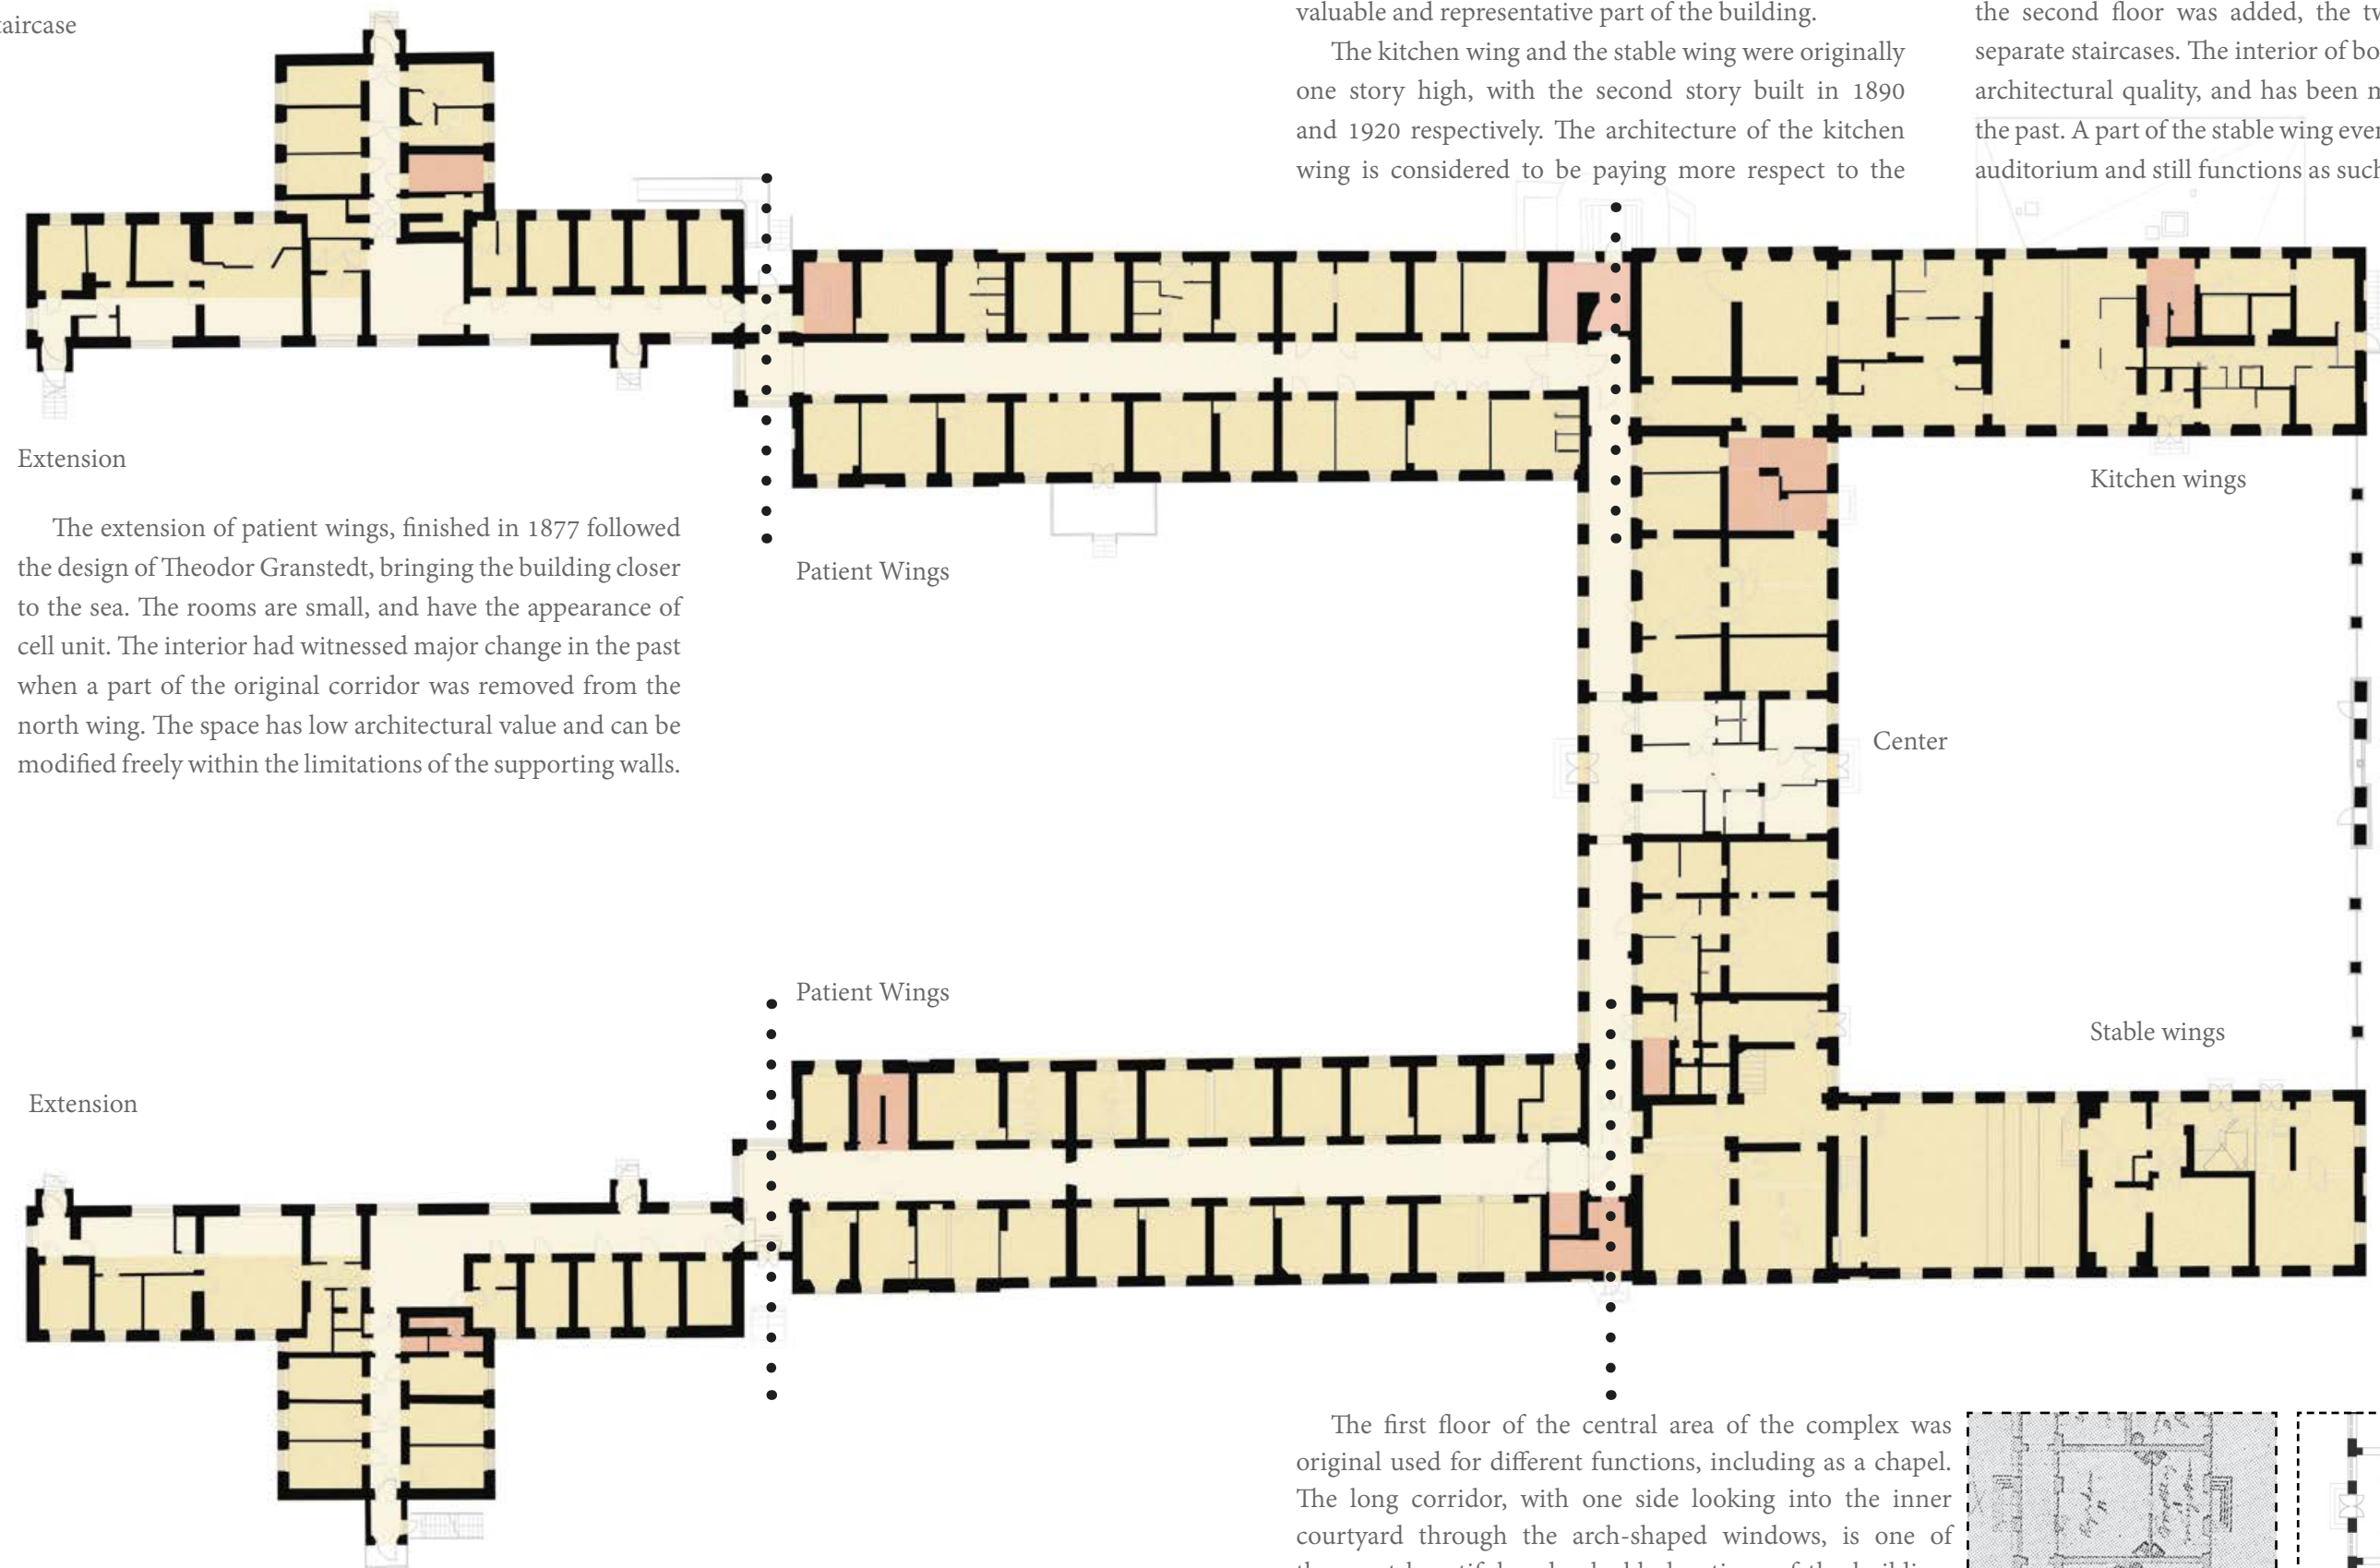 taircase
valuable and representative part of the building.
The kitchen wing and the stable wing were originally
one story high, with the second story built in 1890
and 1920 respectively. The architecture of the kitchen
wing is considered to be paying more respect to the
the second floor was added, the tw
separate staircases. The interior of bo
architectural quality, and has been m
the past. A part of the stable wing ever
auditorium and still functions as such
Extension
The extension of patient wings, finished in 1877 followed
the design of Theodor Granstedt, bringing the building closer
to the sea. The rooms are small, and have the appearance of
cell unit. The interior had witnessed major change in the past
when a part of the original corridor was removed from the
north wing. The space has low architectural value and can be
modified freely within the limitations of the supporting walls.
Patient Wings
Kitchen wings
Center
Patient Wings
Stable wings
Extension
The first floor of the central area of the complex was
original used for different functions, including as a chapel.
The long corridor, with one side looking into the inner
courtyard through the arch-shaped windows, is one of